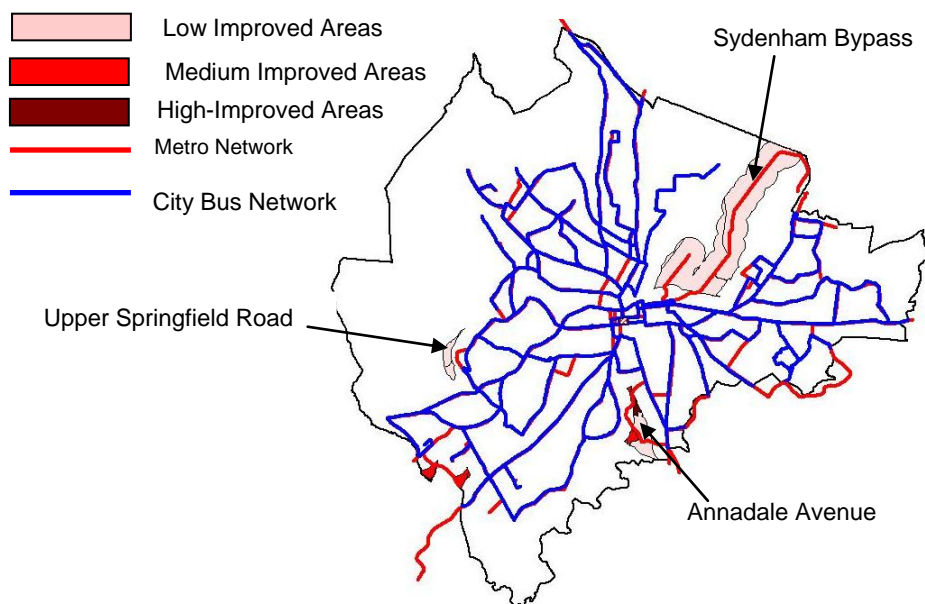 Low Improved Areas
Medium Improved Areas
High-Improved Areas
Metro Network
City Bus Network
Sydenham Bypass
Upper Springfield Road
Annadale Avenue